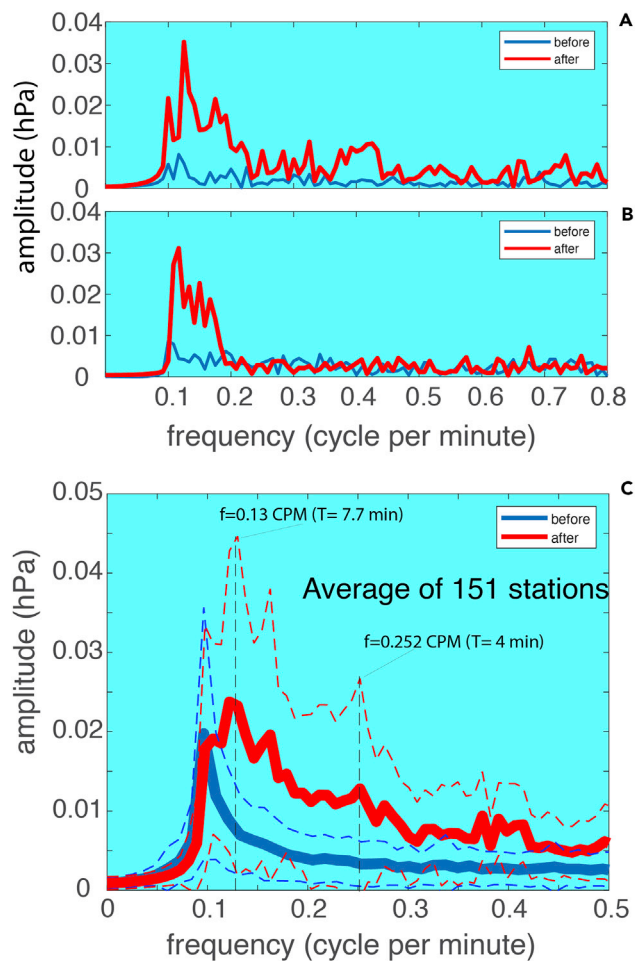 A
0.04
before
after
0.03
0.02
0.01
0
amplitude (hPa)
B
0.04
before
after
0.03
0.02
0.01
0
0.1 0.2 0.3 0.4 0.5 0.6 0.7 0.8
frequency (cycle per minute)
C
0.05
f=0.13 CPM (T= 7.7 min)
before
after
0.04
Average of 151 stations
0.03
f=0.252 CPM (T= 4 min)
amplitude (hPa)
0.02
0.01
0
0 0.1 0.2 0.3 0.4 0.5
frequency (cycle per minute)